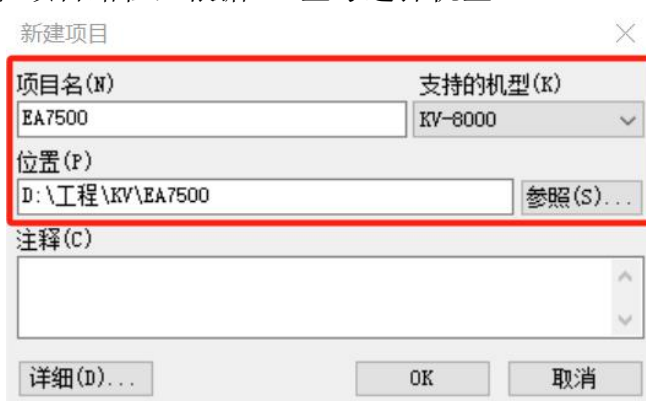 新建项目
项目名(N) 支持的机型(K)
EA7500 KV-8000
位置(P)
D:\工程\KV\EA7500 参照(S)...
注释(C)
详细(D)... OK 取消